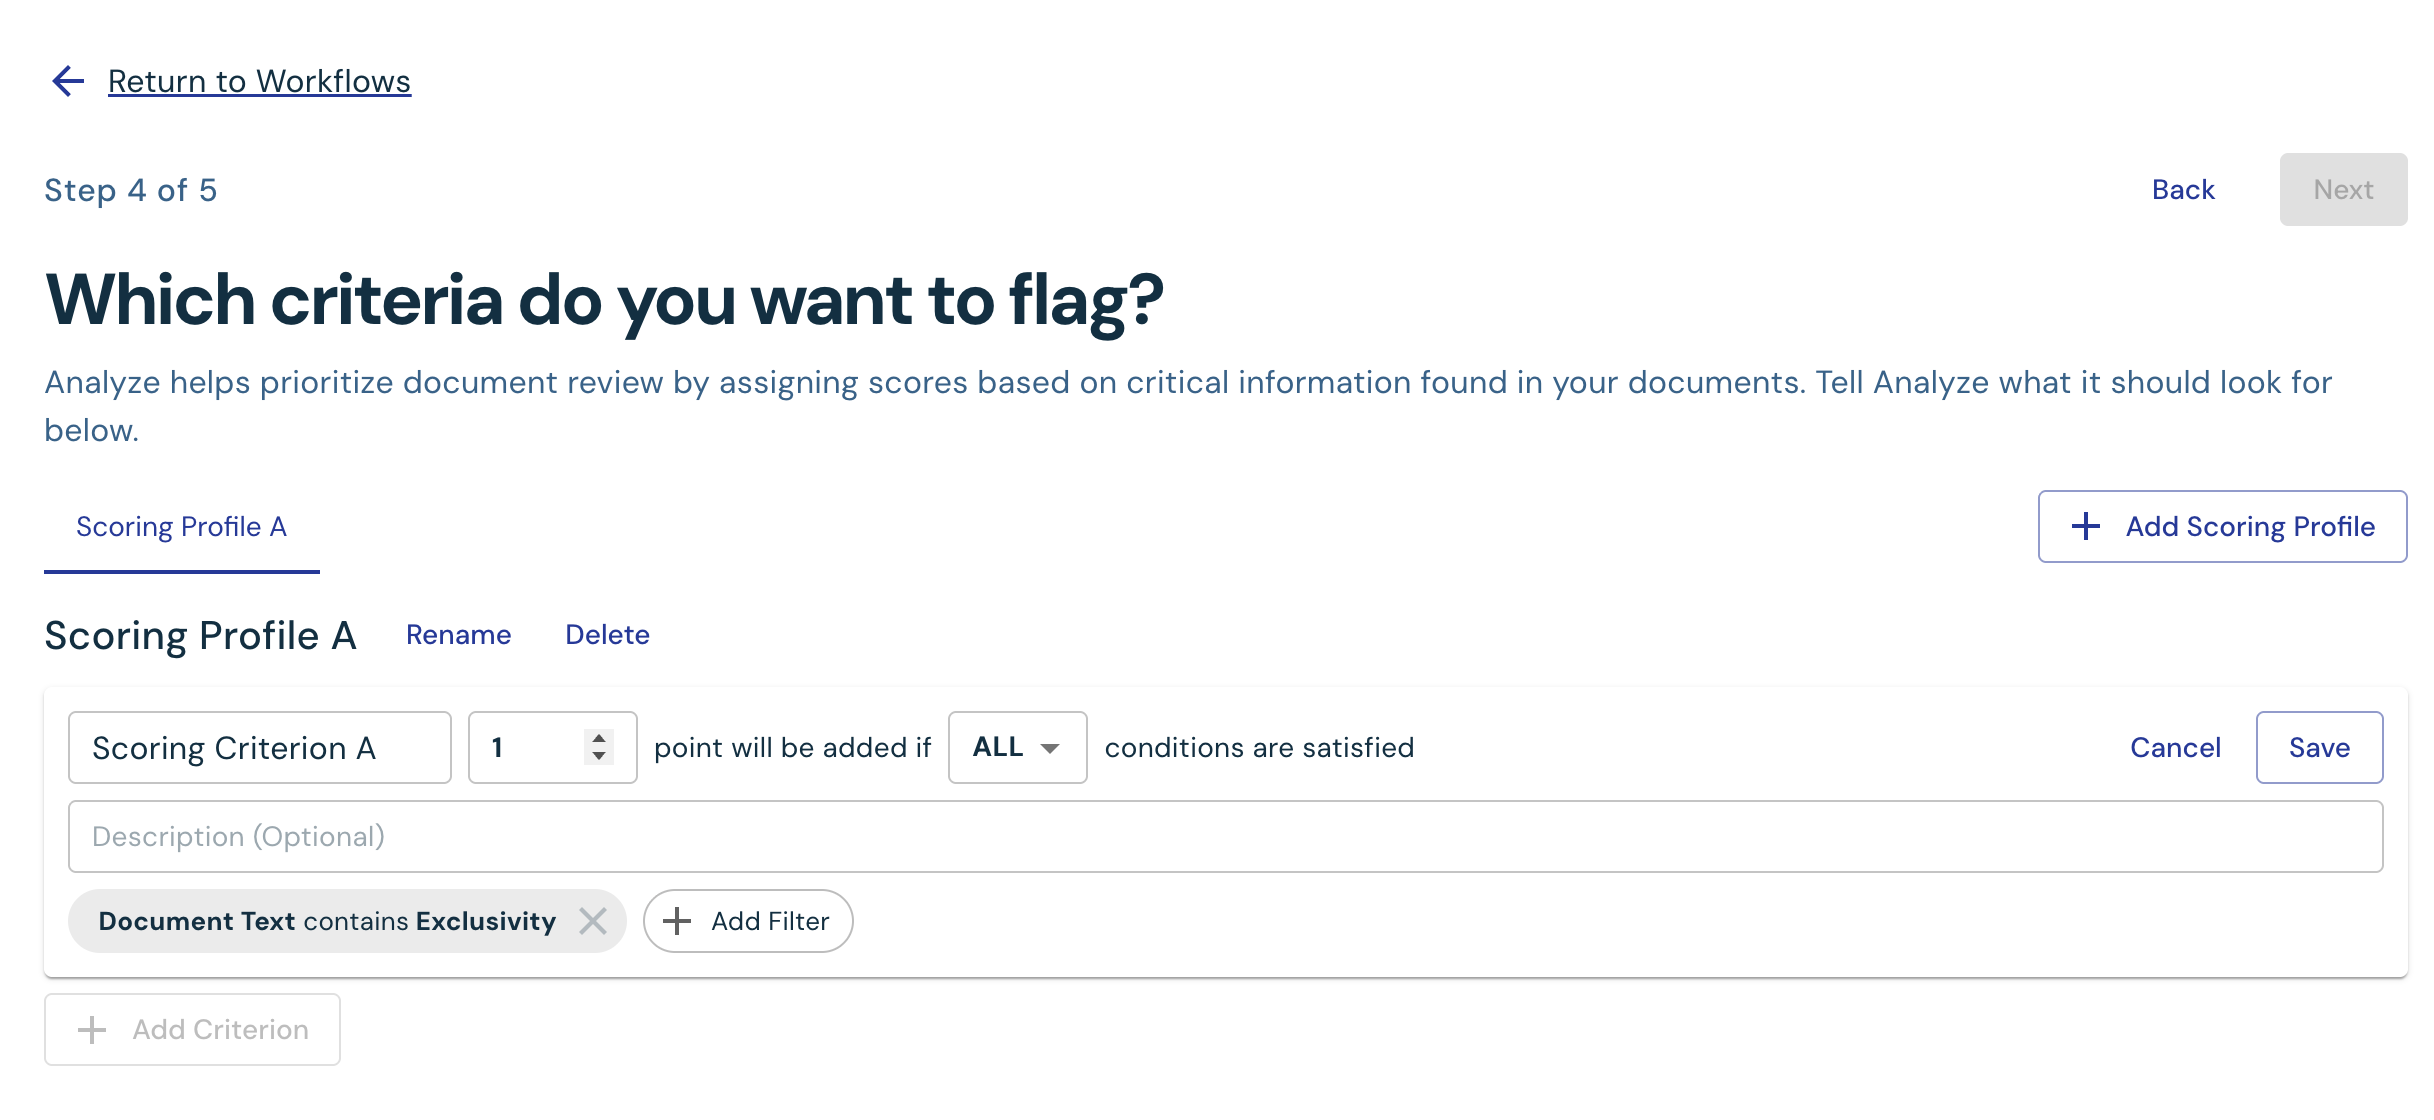 Return to Workflows
Step 4 of 5
Back
Next
Which criteria do you want to flag?
Analyze helps prioritize document review by assigning scores based on critical information found in your documents. Tell Analyze what it should look for
below.
Scoring Profile A
Add Scoring Profile
Scoring Profile A
Rename
Delete
Scoring Criterion A
1
point will be added if
ALL
conditions are satisfied
Cancel
Save
Description (Optional)
Document Text contains Exclusivity
Add Filter
Add Criterion